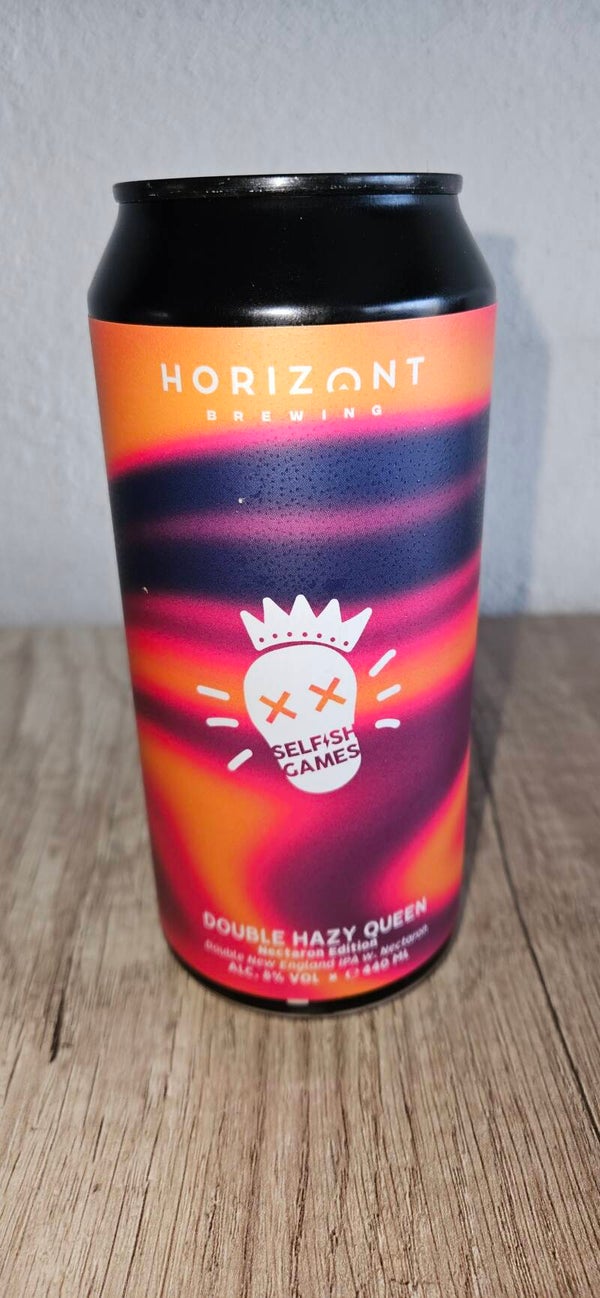 HORIZONT
BREWING
SELFISH
GAMES
DOUBLE HAZY QUEEN
Nectaron Edition
Double New England IPA W. Nectaron
ALC. 8% VOL x ℮ 440 ML